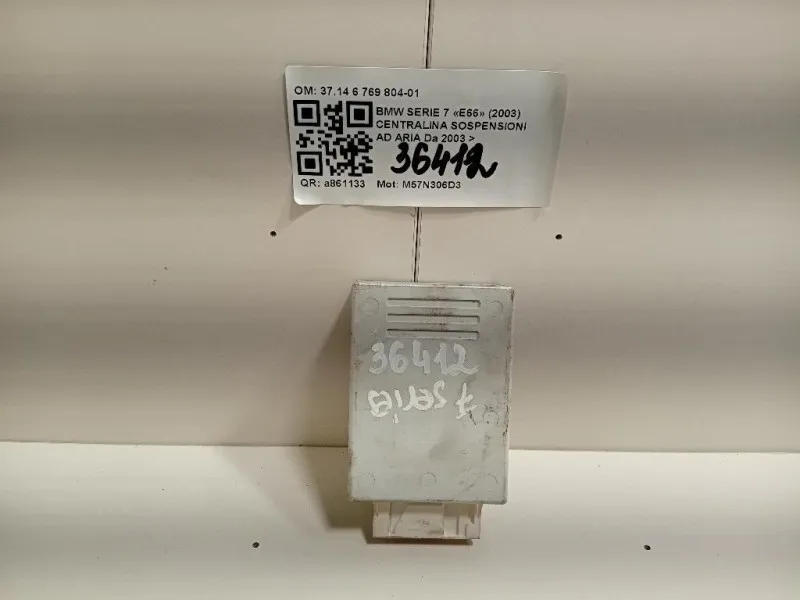 OM: 37.14 6 769 804-01
BMW SERIE 7 «E66» (2003)
CENTRALINA SOSPENSIONI
AD ARIA Da 2003 >
36412
QR: a861133 Mot: M57N306D3
36412
7 serie